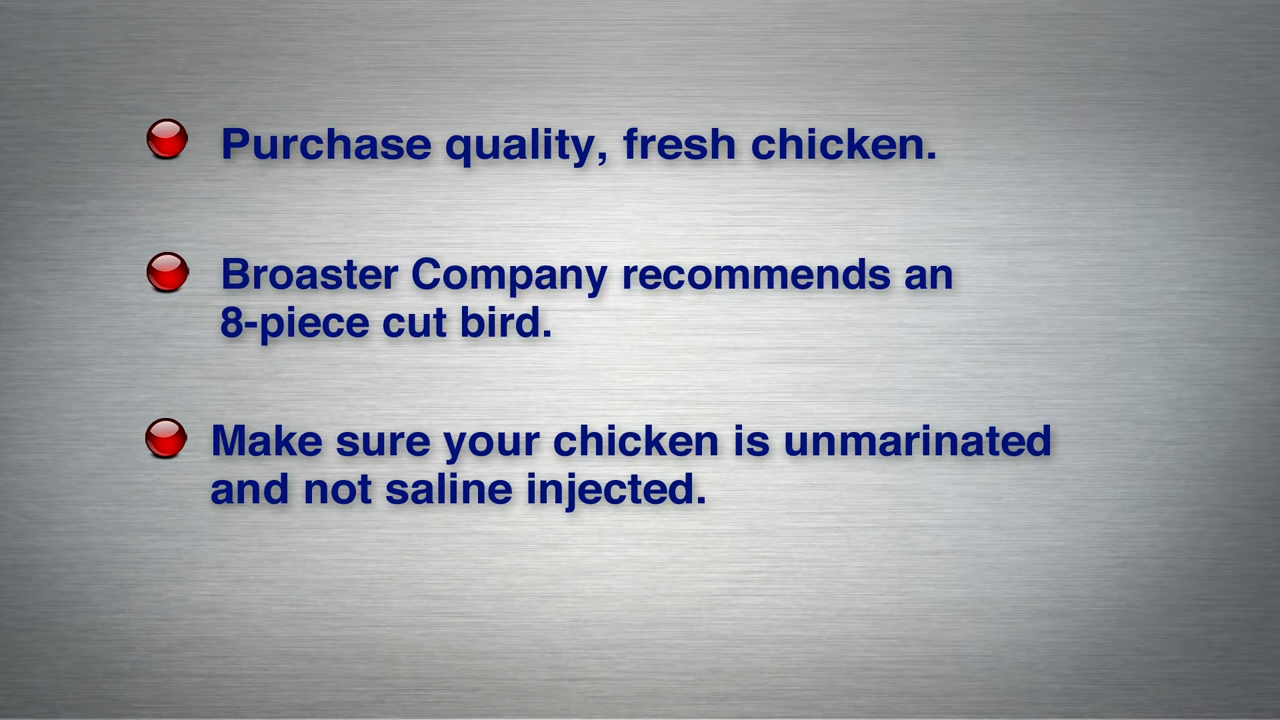 Purchase quality, fresh chicken.
Broaster Company recommends an
8-piece cut bird.
Make sure your chicken is unmarinated
and not saline injected.